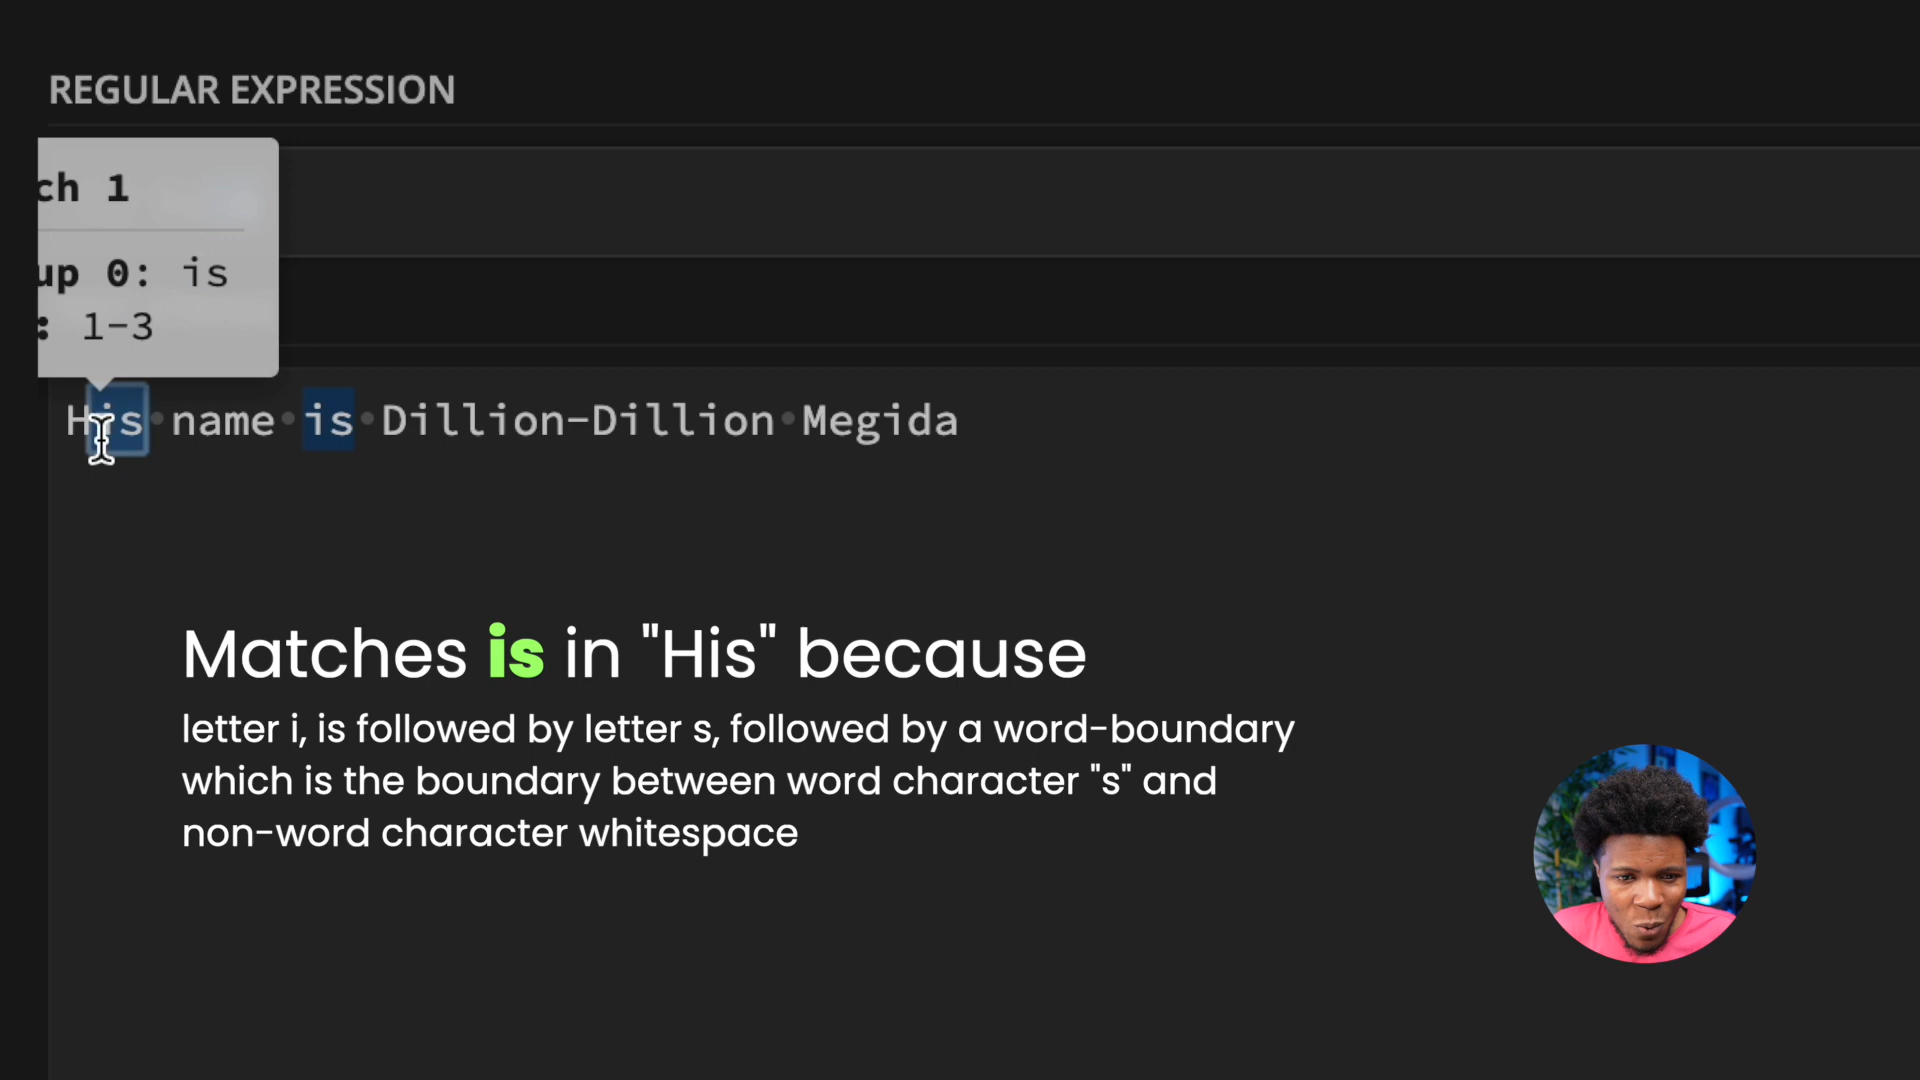 REGULAR EXPRESSION
ch 1
up 0: is
: 1-3
His name is Dillion-Dillion Megida
Matches is in "His" because
letter i, is followed by letter s, followed by a word-boundary
which is the boundary between word character "s" and
non-word character whitespace